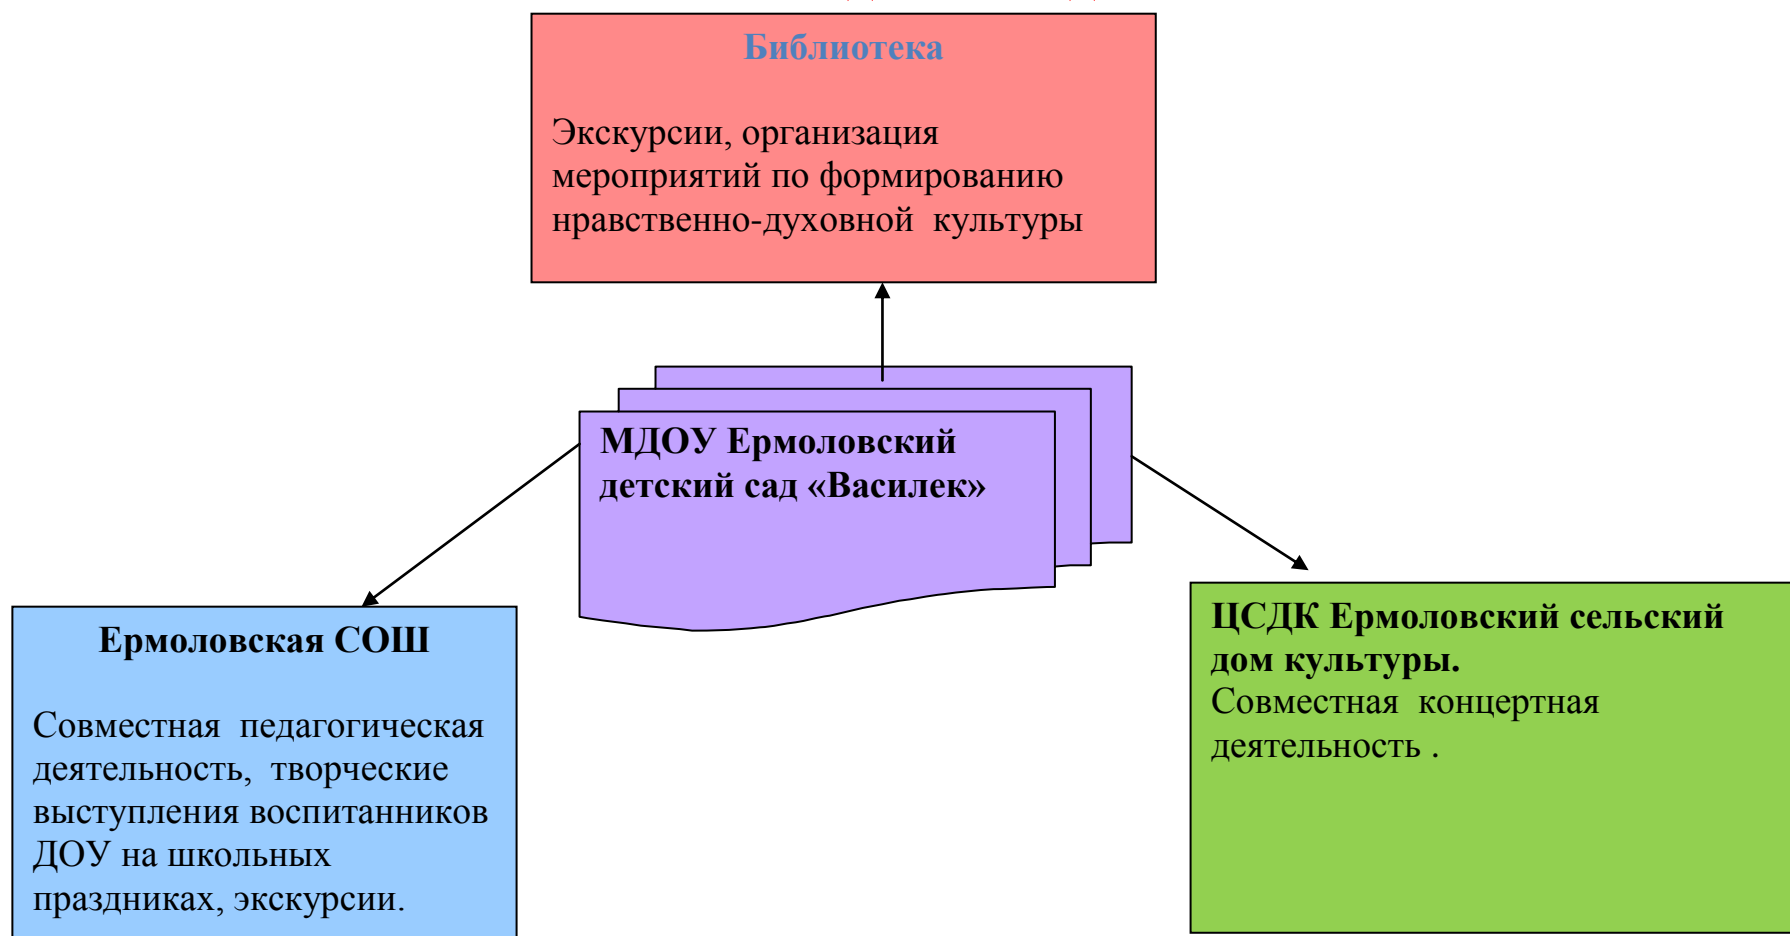 Библиотека
Экскурсии, организация
мероприятий по формированию
нравственно-духовной культуры
МДОУ Ермоловский
детский сад «Василек»
Ермоловская СОШ
Совместная педагогическая
деятельность, творческие
выступления воспитанников
ДОУ на школьных
праздниках, экскурсии.
ЦСДК Ермоловский сельский
дом культуры.
Совместная концертная
деятельность .